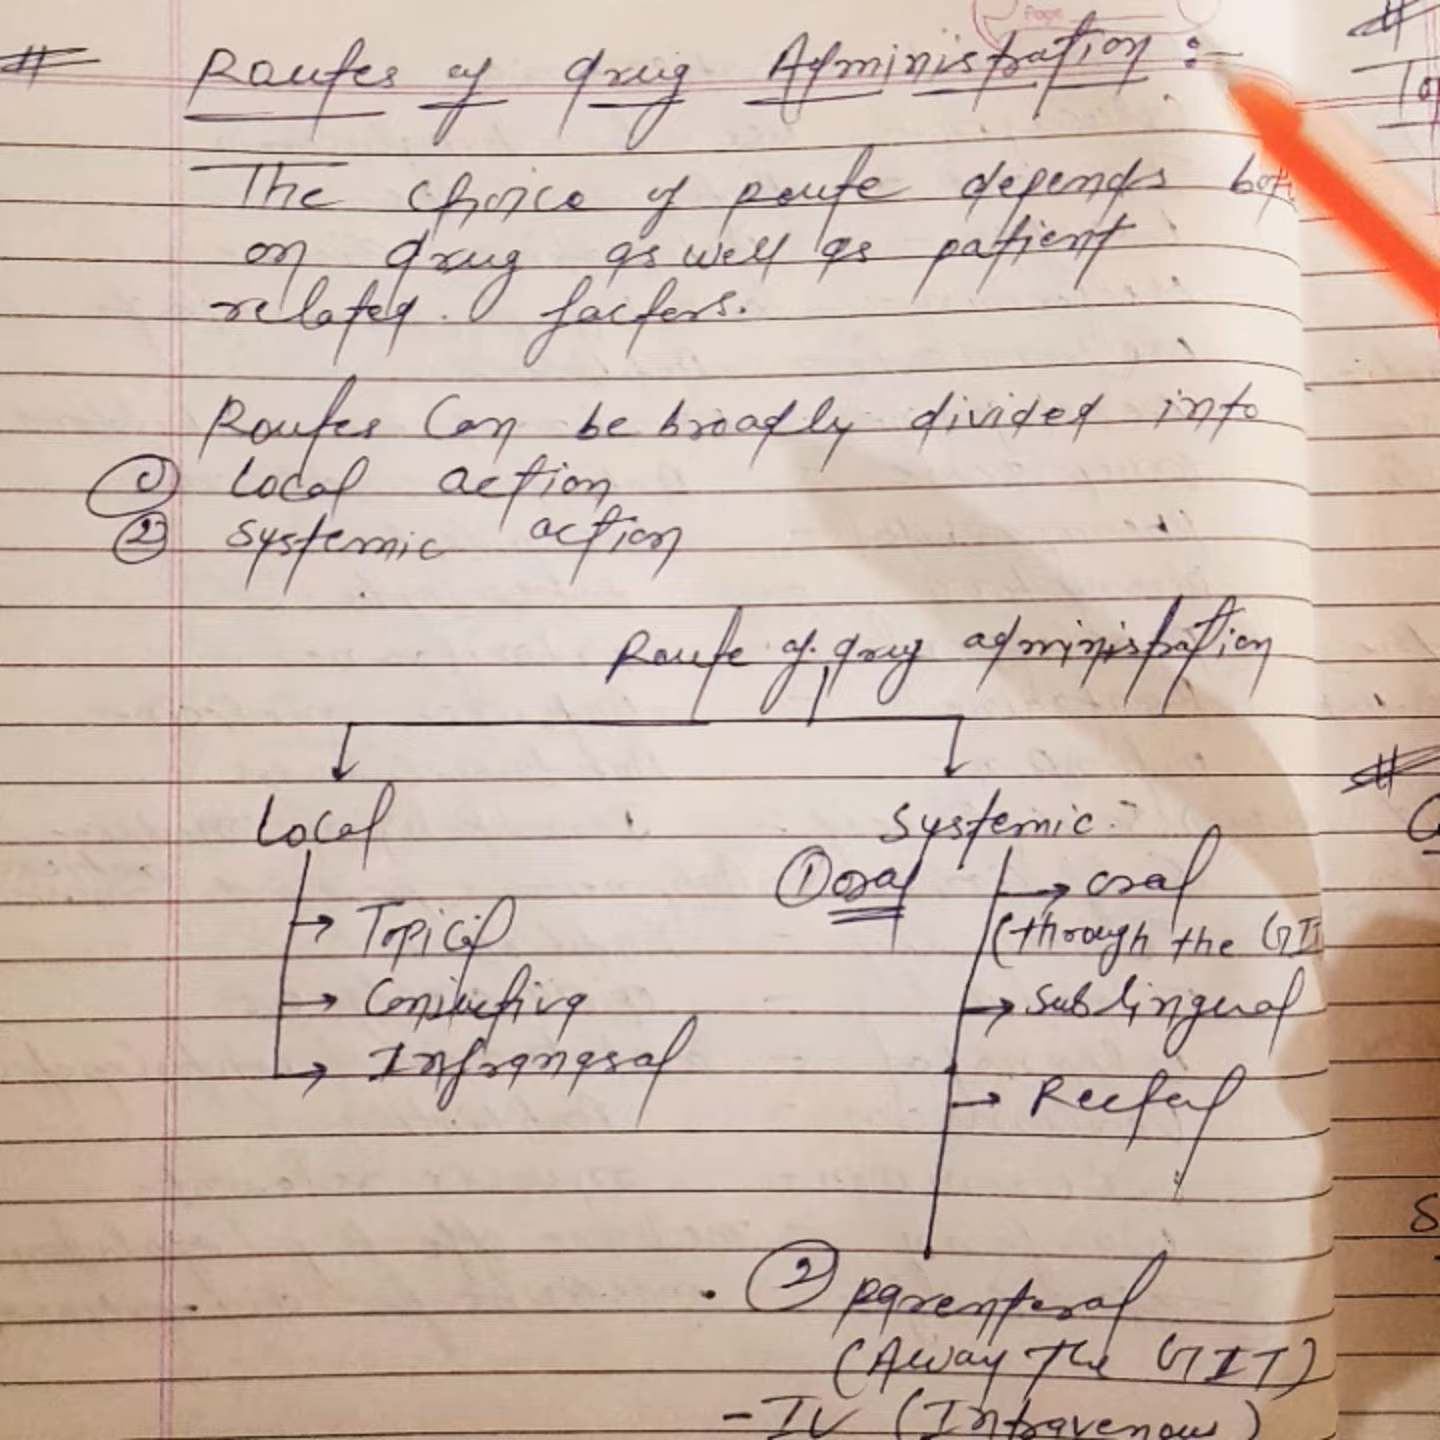 # Routes of drug Administration :-
The choice of route depends both
on drug as well as patient
related. factors.
Routes Can be broadly divided into
① Local action
② Systemic action
Route of drug administration
Local
Systemic :-
① oral
→ oral
(through the GI
→ Topical
→ Sublingual
→ Intranasal
→ Rectal
② Parenteral
(Away the GIT)
- IV (Intravenous)